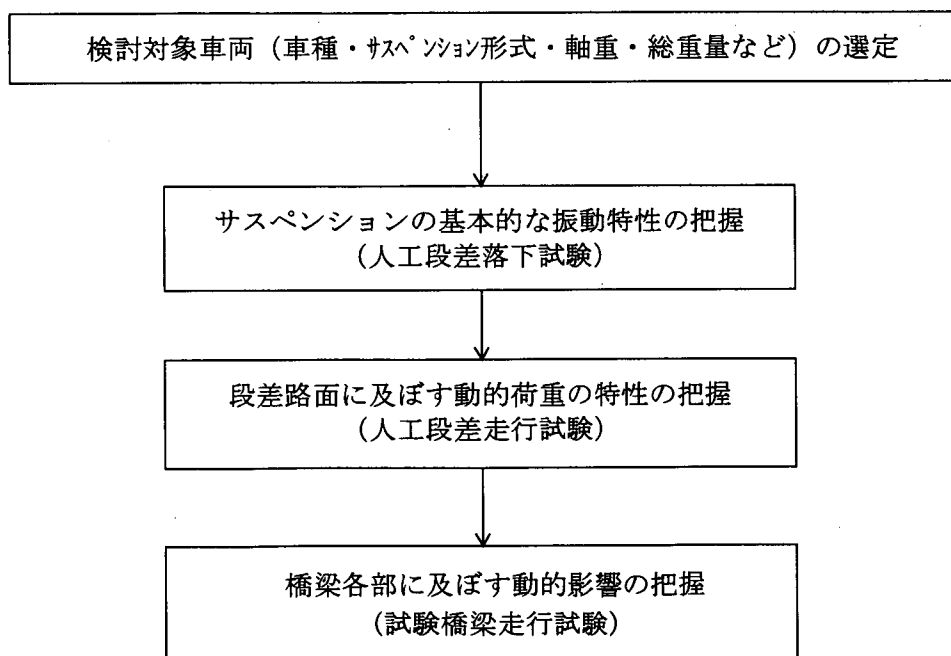 検討対象車両（車種・ｻｽﾍﾟﾝｼｮﾝ形式・軸重・総重量など）の選定
サスペンションの基本的な振動特性の把握
（人工段差落下試験）
段差路面に及ぼす動的荷重の特性の把握
（人工段差走行試験）
橋梁各部に及ぼす動的影響の把握
（試験橋梁走行試験）